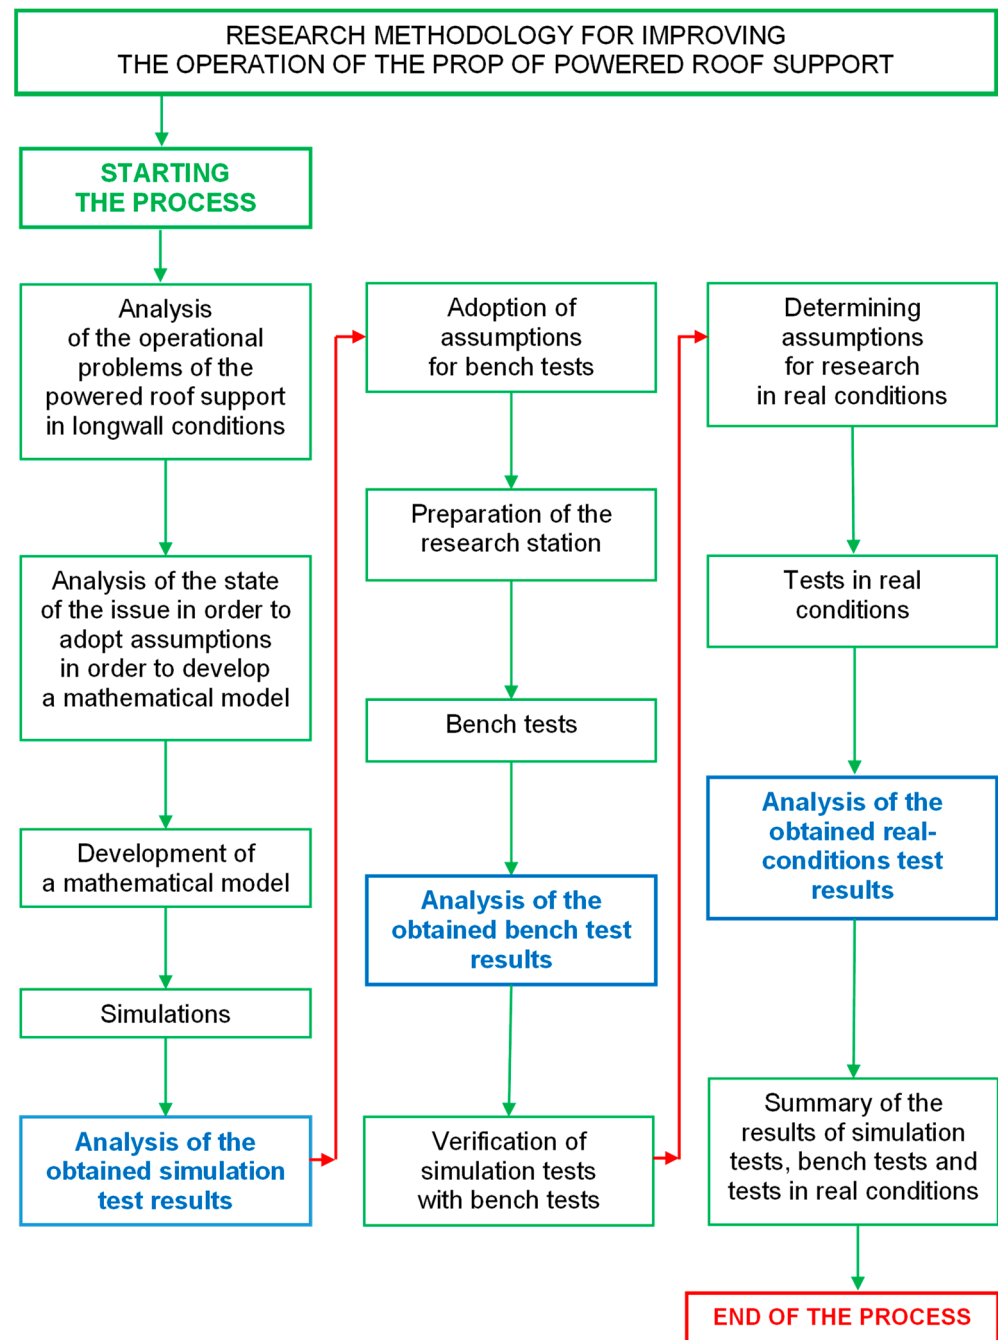 RESEARCH METHODOLOGY FOR IMPROVING
THE OPERATION OF THE PROP OF POWERED ROOF SUPPORT
STARTING
THE PROCESS
Analysis
of the operational
problems of the
powered roof support
in longwall conditions
Analysis of the state
of the issue in order to
adopt assumptions
in order to develop
a mathematical model
Development of
a mathematical model
Simulations
Analysis of the
obtained simulation
test results
Adoption of
assumptions
for bench tests
Preparation of the
research station
Bench tests
Analysis of the
obtained bench test
results
Verification of
simulation tests
with bench tests
Determining
assumptions
for research
in real conditions
Tests in real
conditions
Analysis of the
obtained real-
conditions test
results
Summary of the
results of simulation
tests, bench tests and
tests in real conditions
END OF THE PROCESS